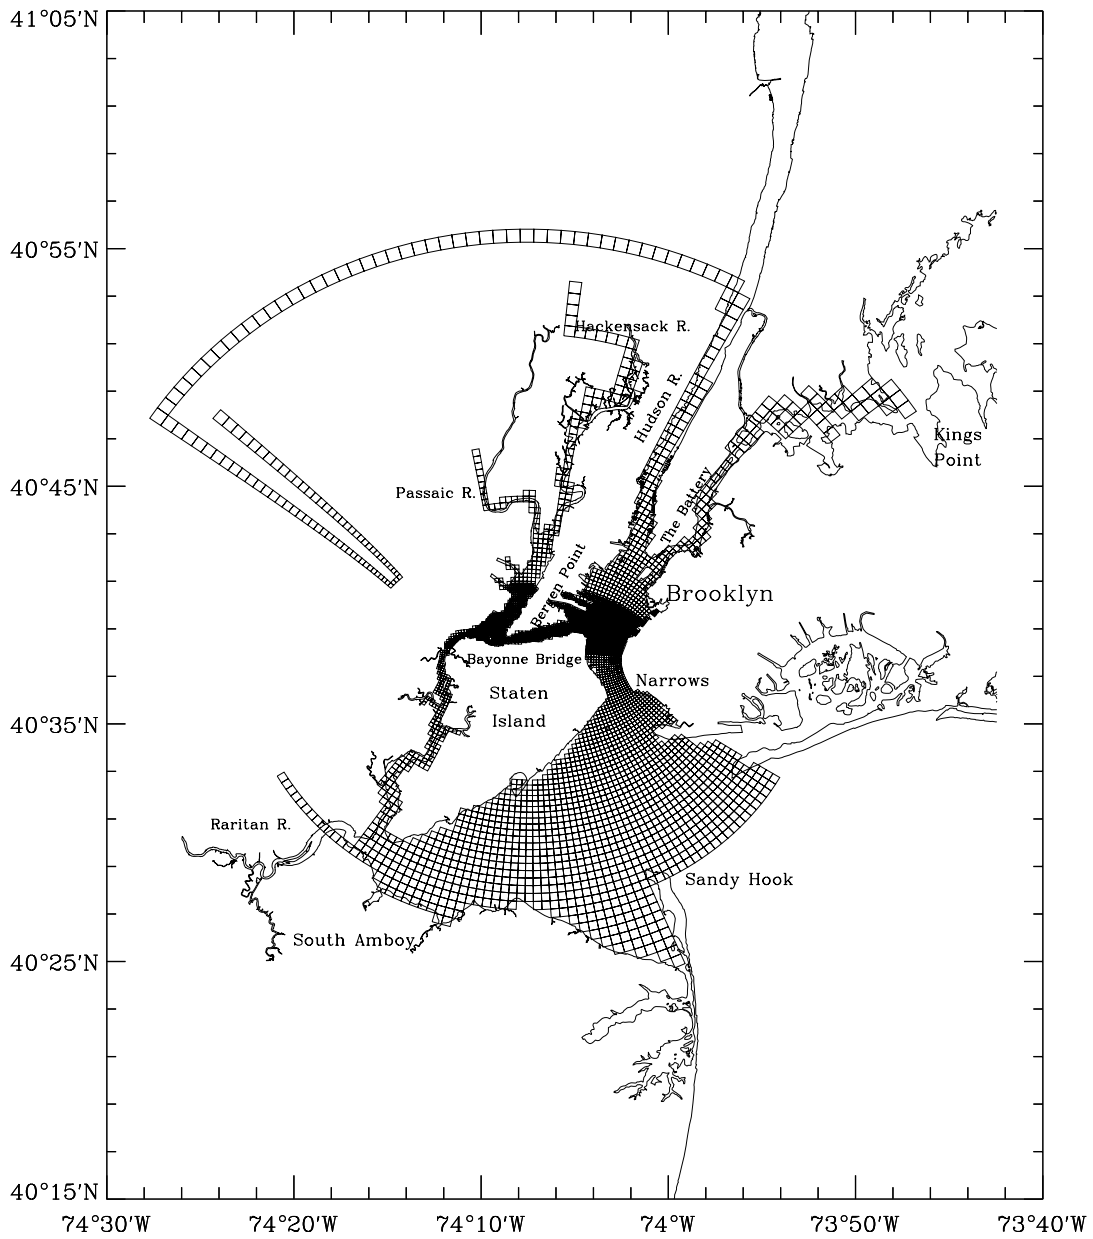 41°05′N
40°55′N
Hackensack R.
Hudson R.
Kings
Point
40°45′N
Passaic R.
The Battery
Bergen Point
Brooklyn
Bayonne Bridge
Narrows
Staten
Island
40°35′N
Raritan R.
Sandy Hook
South Amboy
40°25′N
40°15′N
74°30′W
74°20′W
74°10′W
74°W
73°50′W
73°40′W